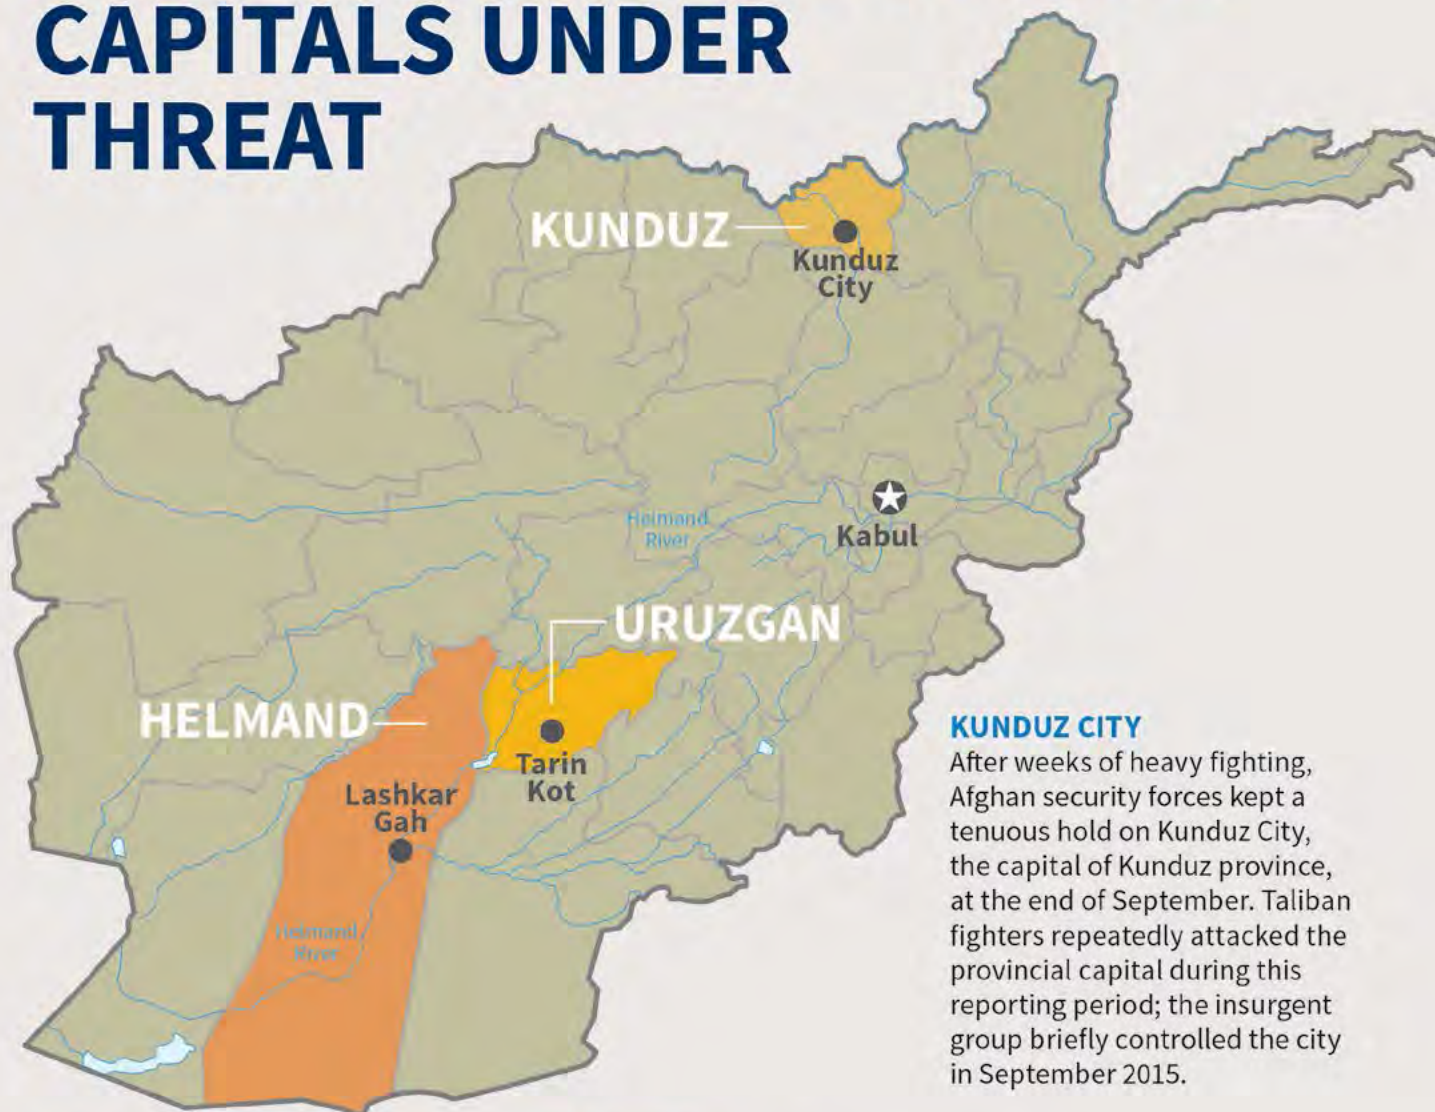 CAPITALS UNDER
THREAT
KUNDUZ
Kunduz
City
Helmand
River
Kabul
URUZGAN
HELMAND
Tarin
Kot
Lashkar
Gah
Helmand
River
KUNDUZ CITY
After weeks of heavy fighting,
Afghan security forces kept a
tenuous hold on Kunduz City,
the capital of Kunduz province,
at the end of September. Taliban
fighters repeatedly attacked the
provincial capital during this
reporting period; the insurgent
group briefly controlled the city
in September 2015.